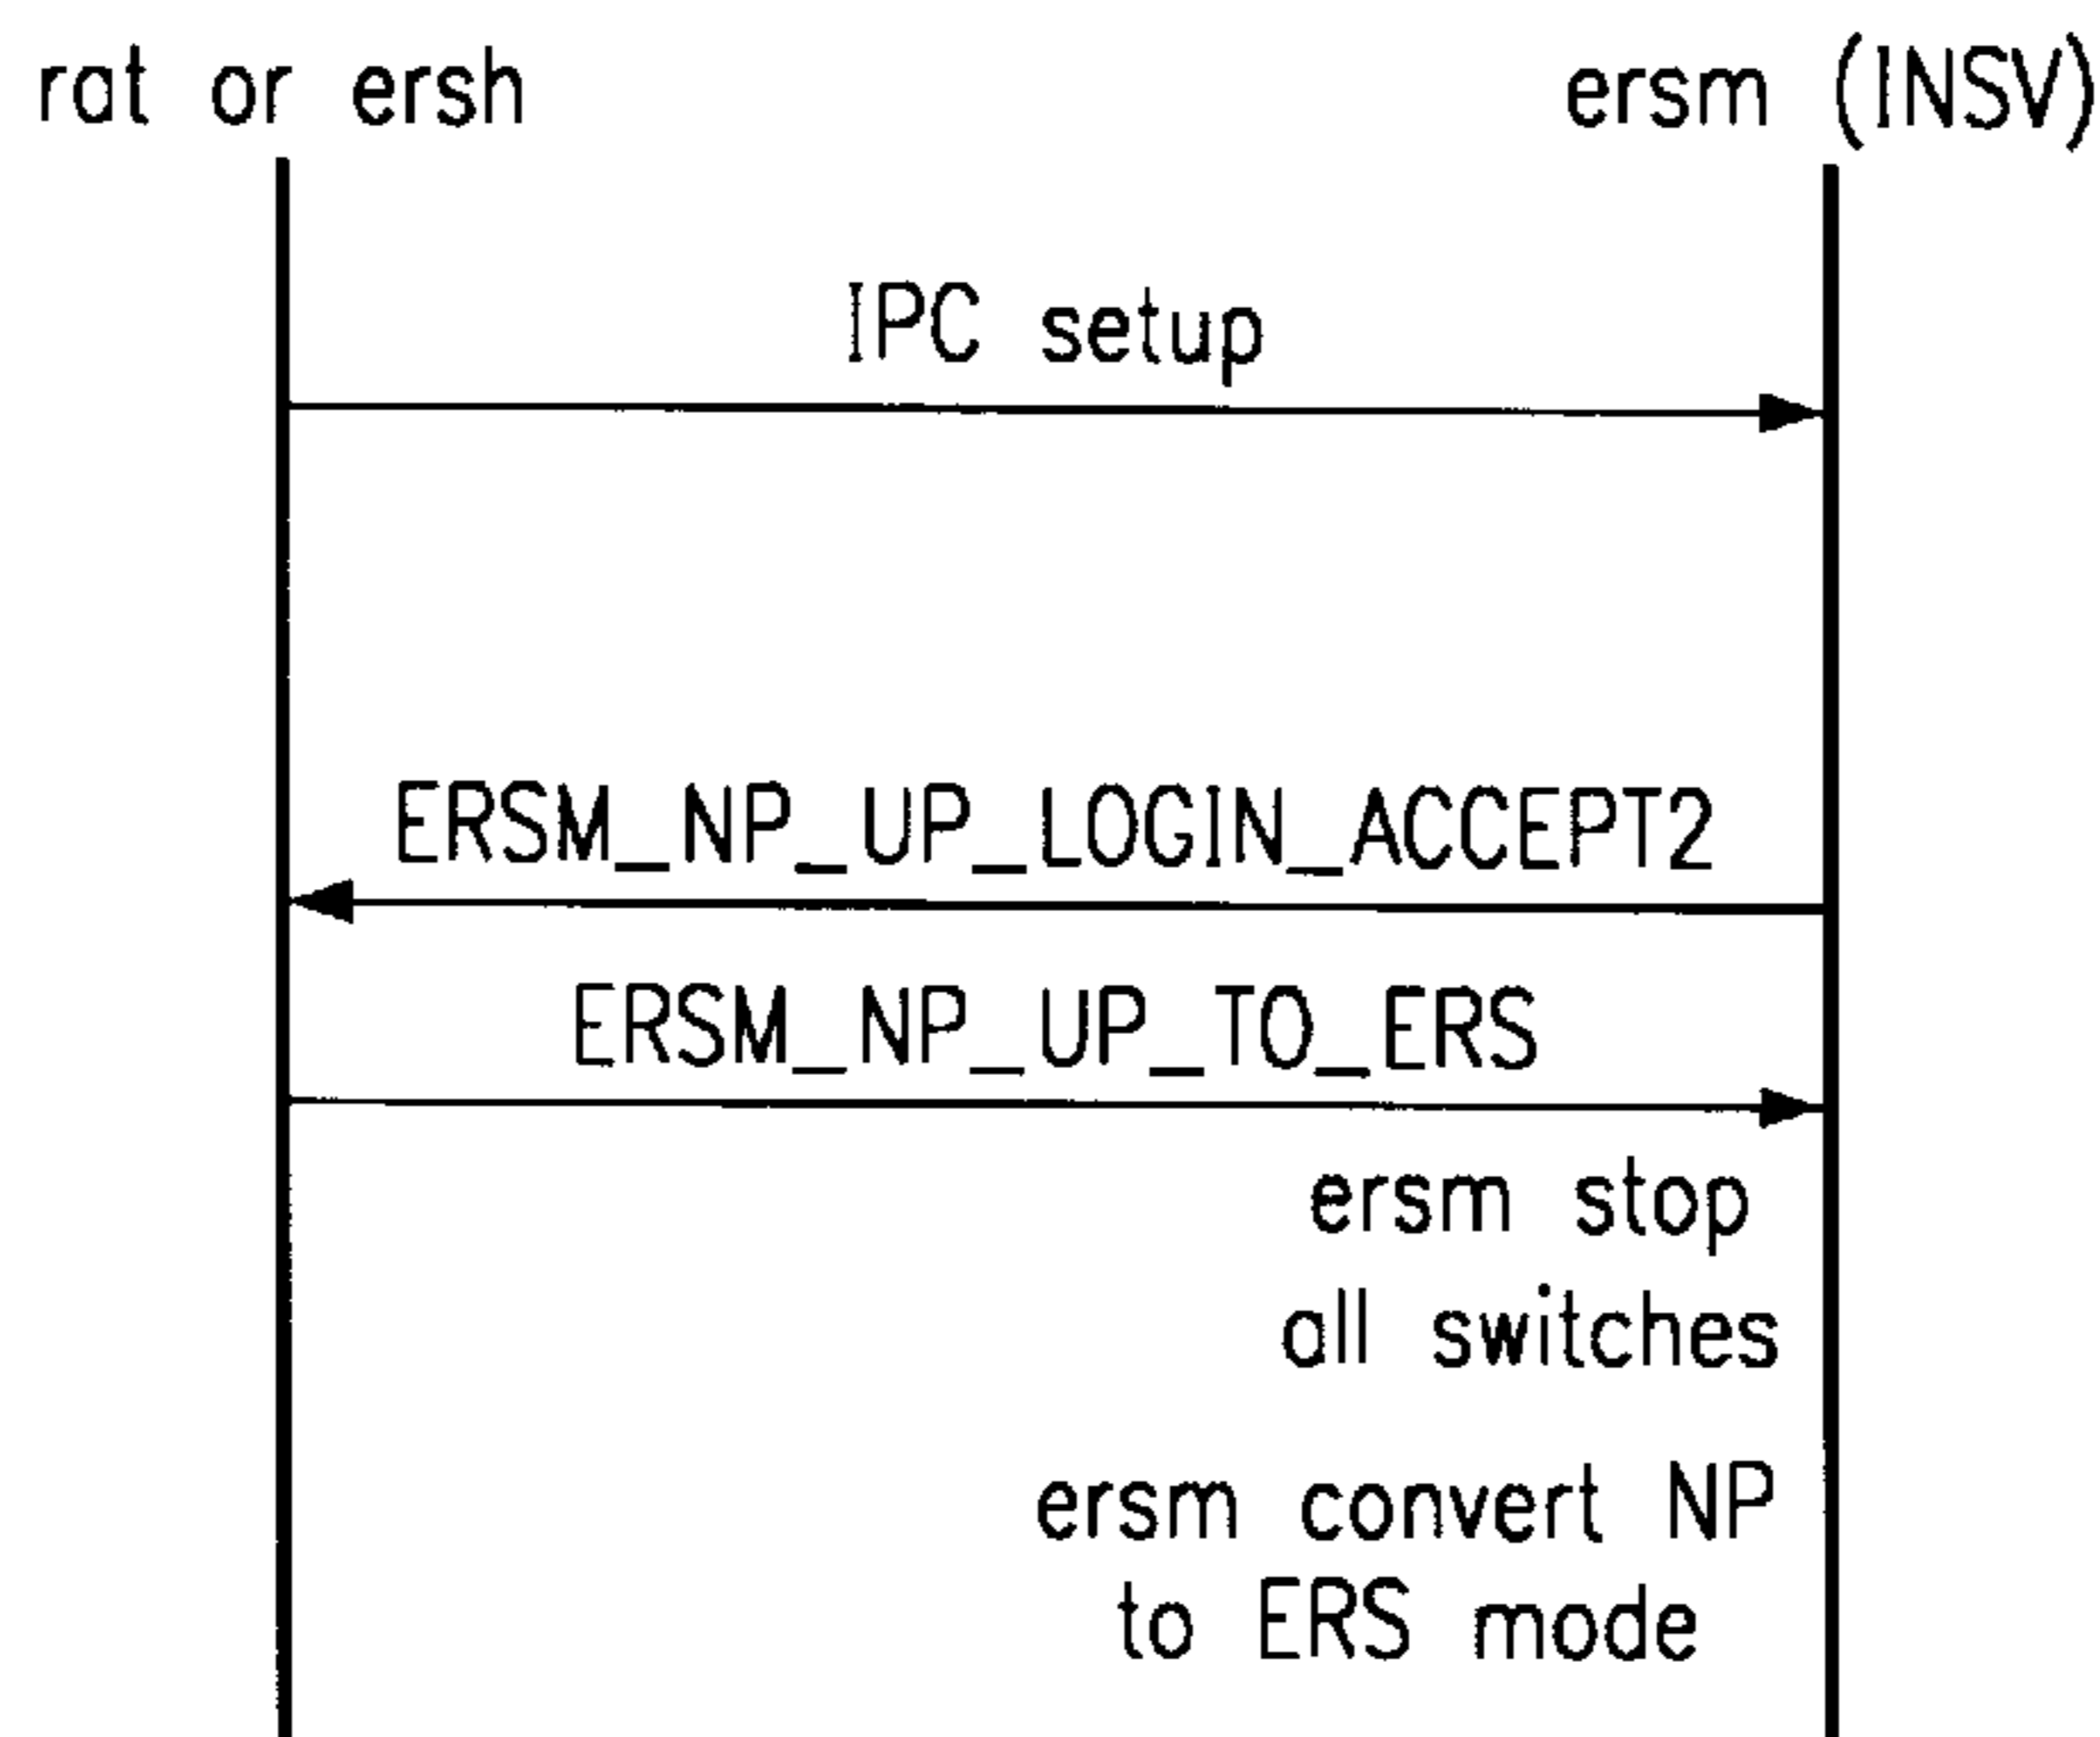 rat or ersh
ersm (INSV)
IPC setup
ERSM_NP_UP_LOGIN_ACCEPT2
ERSM_NP_UP_TO_ERS
ersm stop
all switches
ersm convert NP
to ERS mode